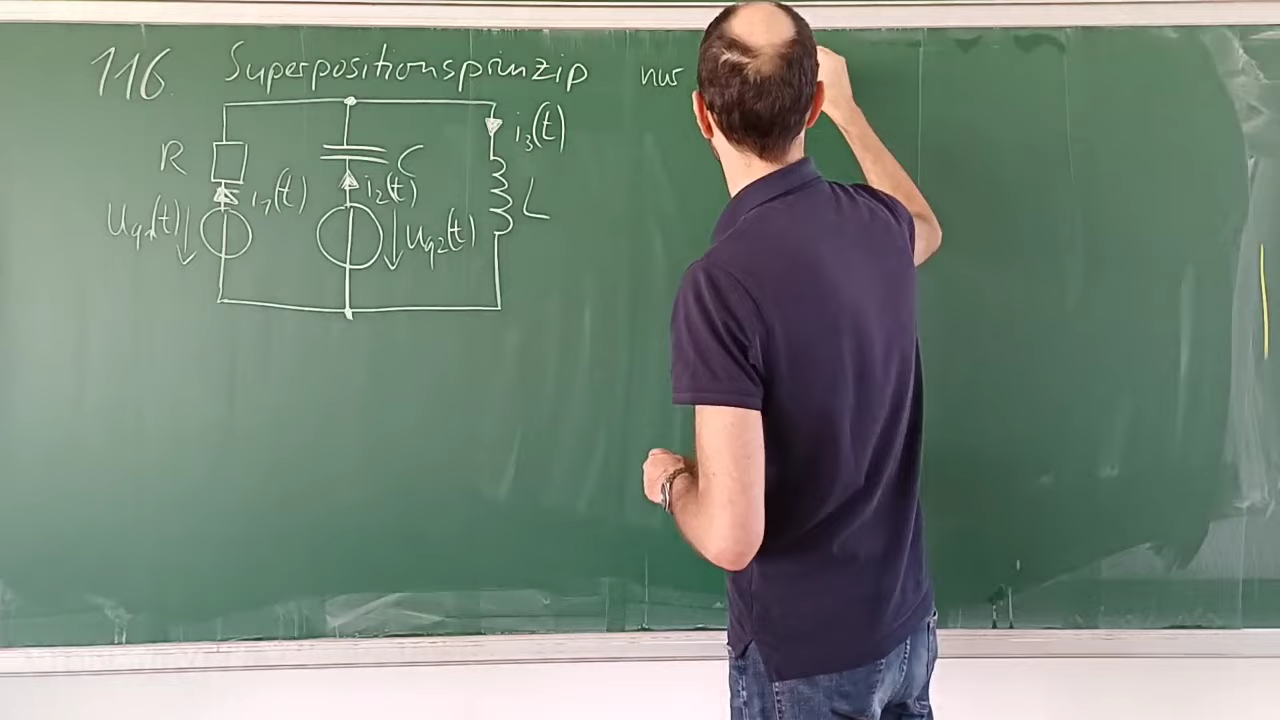 116. Superpositionsprinzip nur
R C i₃(t)
i₁(t) i₂(t) L
Uq1(t) Uq2(t)